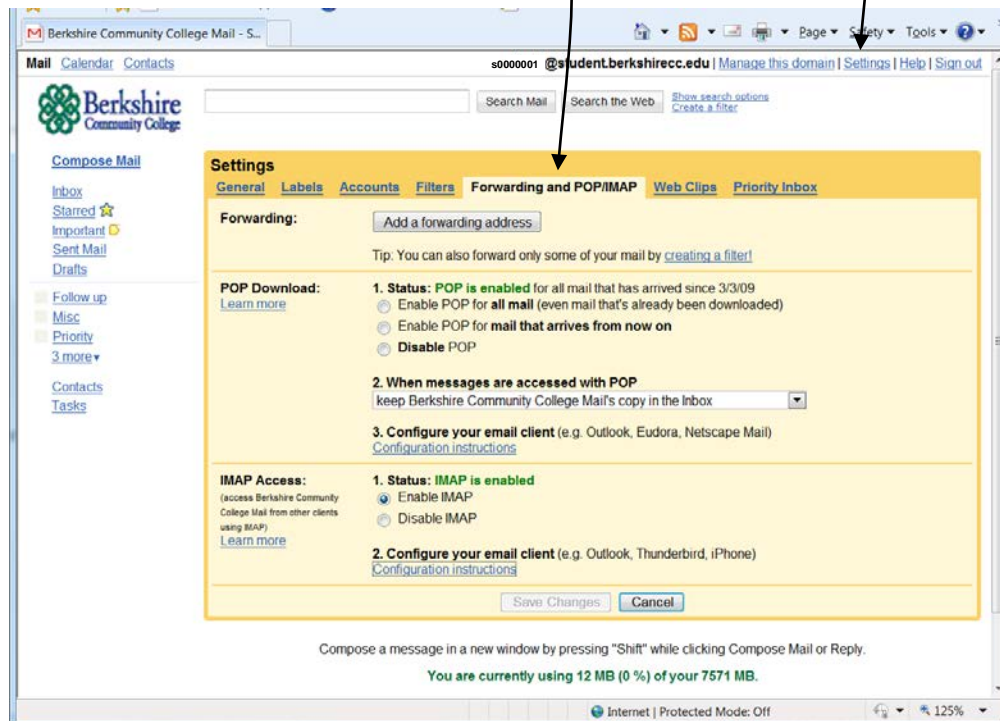 Berkshire Community College Mail - S...
Page Safety Tools
Mail Calendar Contacts
s0000001 @student.berkshirecc.edu | Manage this domain | Settings | Help | Sign out
Berkshire
Community College
Search Mail Search the Web Show search options
Create a filter
Compose Mail
Inbox
Starred
Important
Sent Mail
Drafts
Follow up
Misc
Priority
3 more
Contacts
Tasks
Settings
General Labels Accounts Filters Forwarding and POP/IMAP Web Clips Priority Inbox
Forwarding:
Add a forwarding address
Tip: You can also forward only some of your mail by creating a filter!
POP Download:
Learn more
1. Status: POP is enabled for all mail that has arrived since 3/3/09
Enable POP for all mail (even mail that's already been downloaded)
Enable POP for mail that arrives from now on
Disable POP
2. When messages are accessed with POP
keep Berkshire Community College Mail's copy in the Inbox
3. Configure your email client (e.g. Outlook, Eudora, Netscape Mail)
Configuration instructions
IMAP Access:
(access Berkshire Community
College Mail from other clients
using IMAP)
Learn more
1. Status: IMAP is enabled
Enable IMAP
Disable IMAP
2. Configure your email client (e.g. Outlook, Thunderbird, iPhone)
Configuration instructions
Save Changes Cancel
Compose a message in a new window by pressing "Shift" while clicking Compose Mail or Reply.
You are currently using 12 MB (0 %) of your 7571 MB.
Internet | Protected Mode: Off 125%